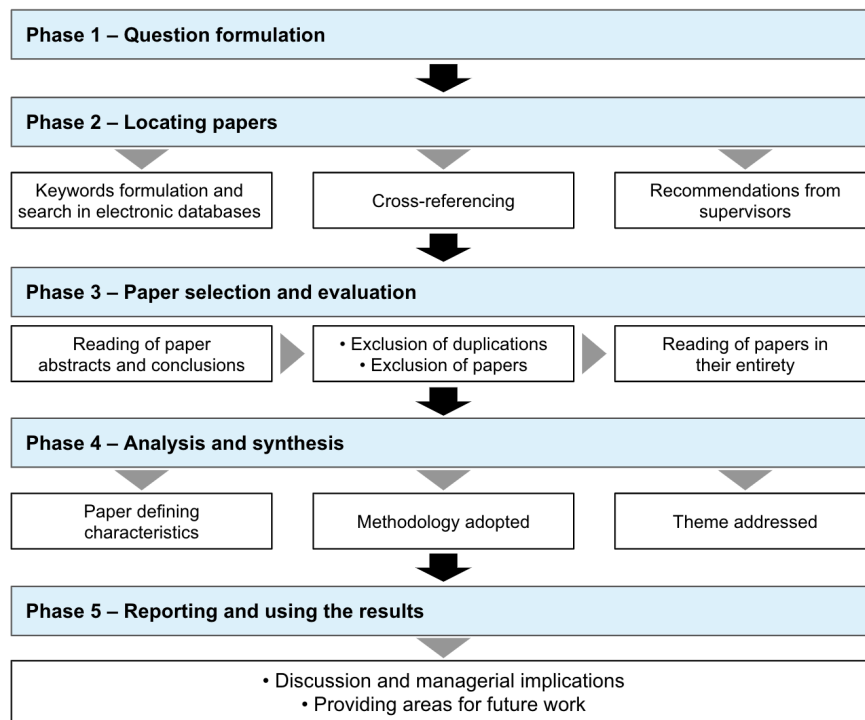 Phase 1 – Question formulation
Phase 2 – Locating papers
Keywords formulation and
search in electronic databases
Cross-referencing
Recommendations from
supervisors
Phase 3 – Paper selection and evaluation
Reading of paper
abstracts and conclusions
• Exclusion of duplications
• Exclusion of papers
Reading of papers in
their entirety
Phase 4 – Analysis and synthesis
Paper defining
characteristics
Methodology adopted
Theme addressed
Phase 5 – Reporting and using the results
• Discussion and managerial implications
• Providing areas for future work